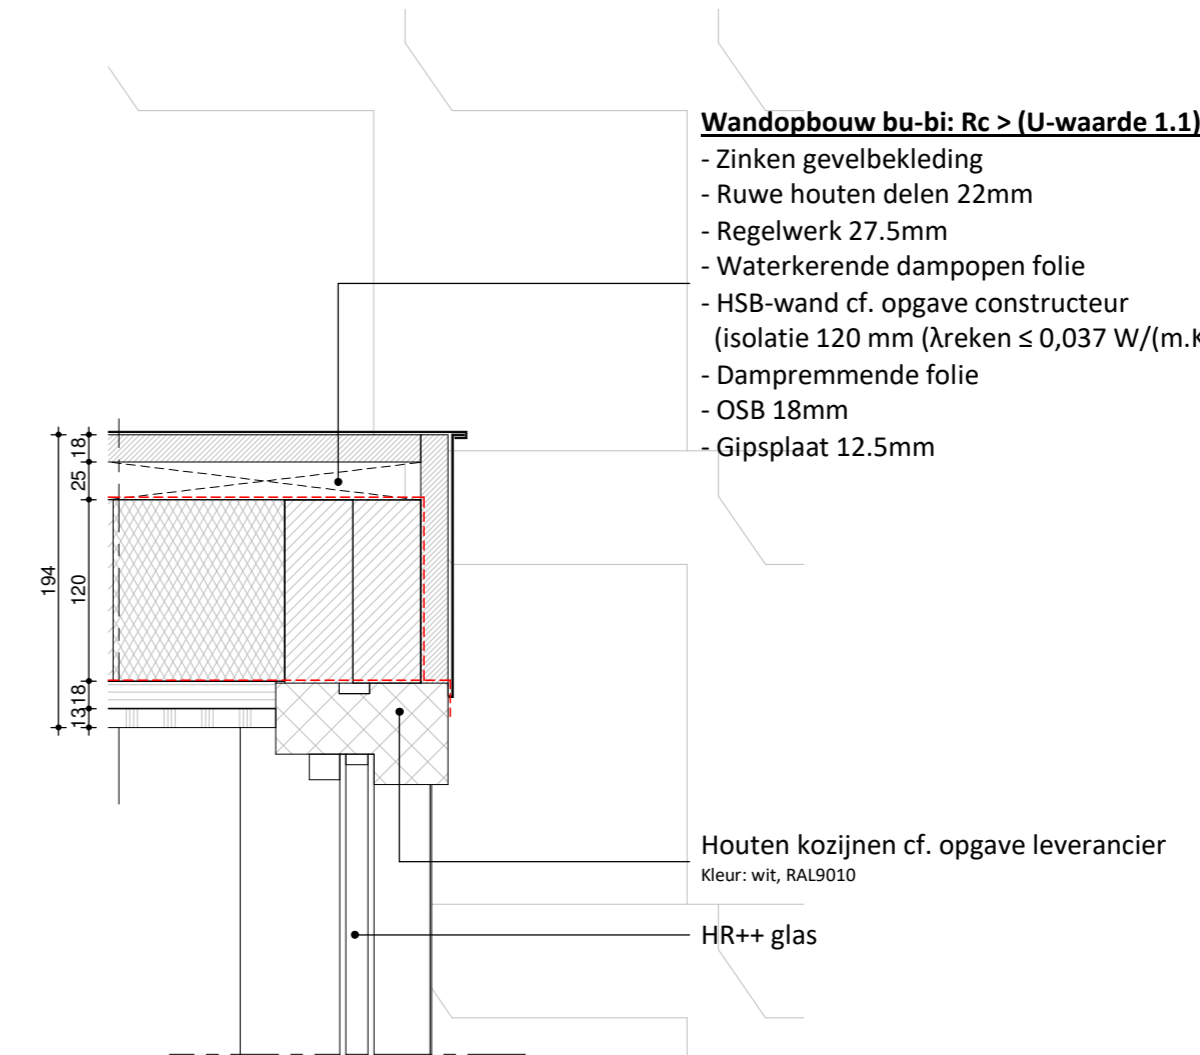 Wandopbouw bu-bi: Rc > (U-waarde 1.1)
- Zinken gevelbekleding
- Ruwe houten delen 22mm
- Regelwerk 27.5mm
- Waterkerende dampopen folie
- HSB-wand cf. opgave constructeur
(isolatie 120 mm (λreken ≤ 0,037 W/(m.K
- Dampremmende folie
- OSB 18mm
- Gipsplaat 12.5mm
18
25
194
120
18
13
Houten kozijnen cf. opgave leverancier
Kleur: wit, RAL9010
HR++ glas